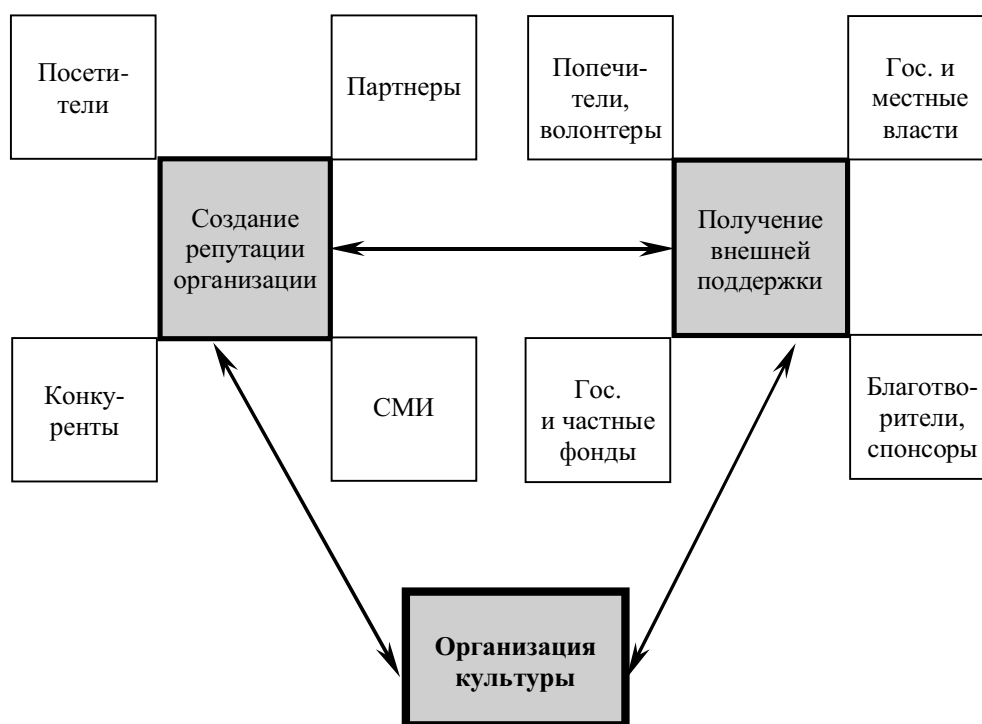 Посети-
тели
Партнеры
Попечи-
тели,
волонтеры
Гос. и
местные
власти
Создание
репутации
организации
Получение
внешней
поддержки
Конку-
ренты
СМИ
Гос.
и частные
фонды
Благотво-
рители,
спонсоры
Организация
культуры